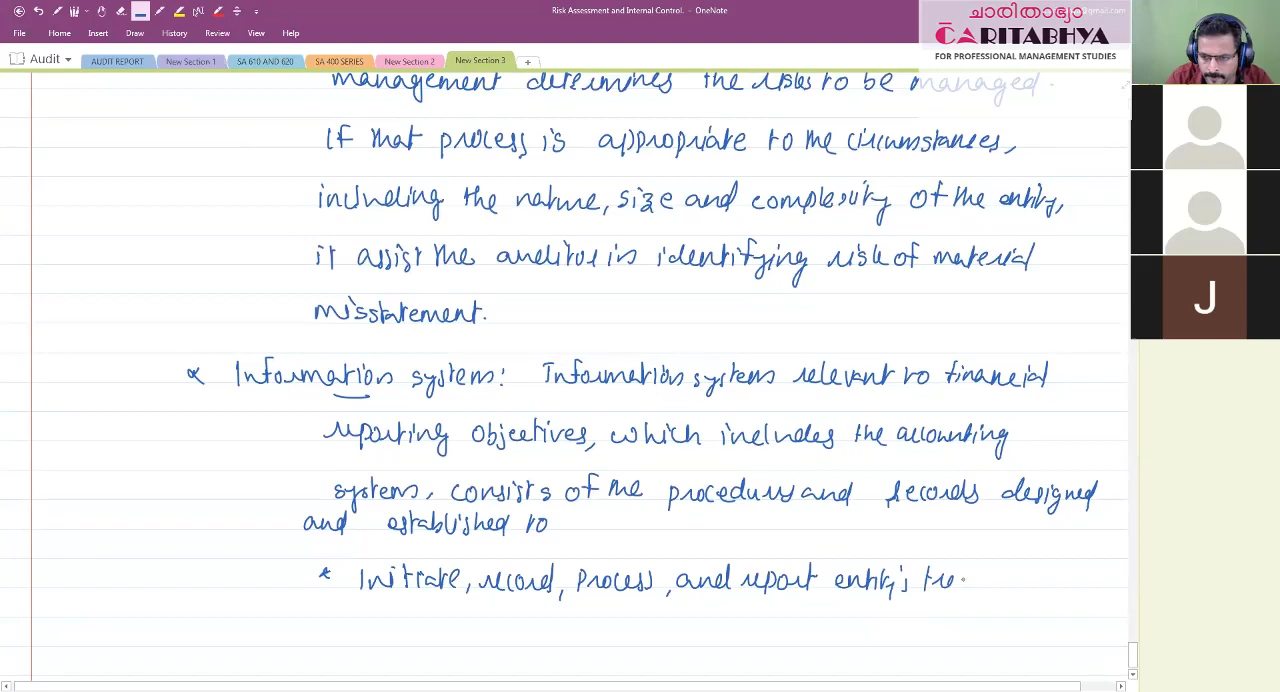 Risk Assessment and Internal Control. - OneNote
@gmail.com
ചാരിതാഭ്യാ
CARITABHYA
FOR PROFESSIONAL MANAGEMENT STUDIES
File Home Insert Draw History Review View Help
Audit AUDIT REPORT New Section 1 SA 610 AND 620 SA 400 SERIES New Section 2 New Section 3 +
management determines the risks to be managed.
If that process is appropriate to the circumstances,
including the nature, size and complexity of the entity,
it assist the auditor in identifying risk of material
misstatement.
Information systems: Information systems relevant to financial
reporting objectives, which includes the accounting
systems, consists of the procedures and records designed
and established to
* Initiate, record, process, and report entity's tr
J